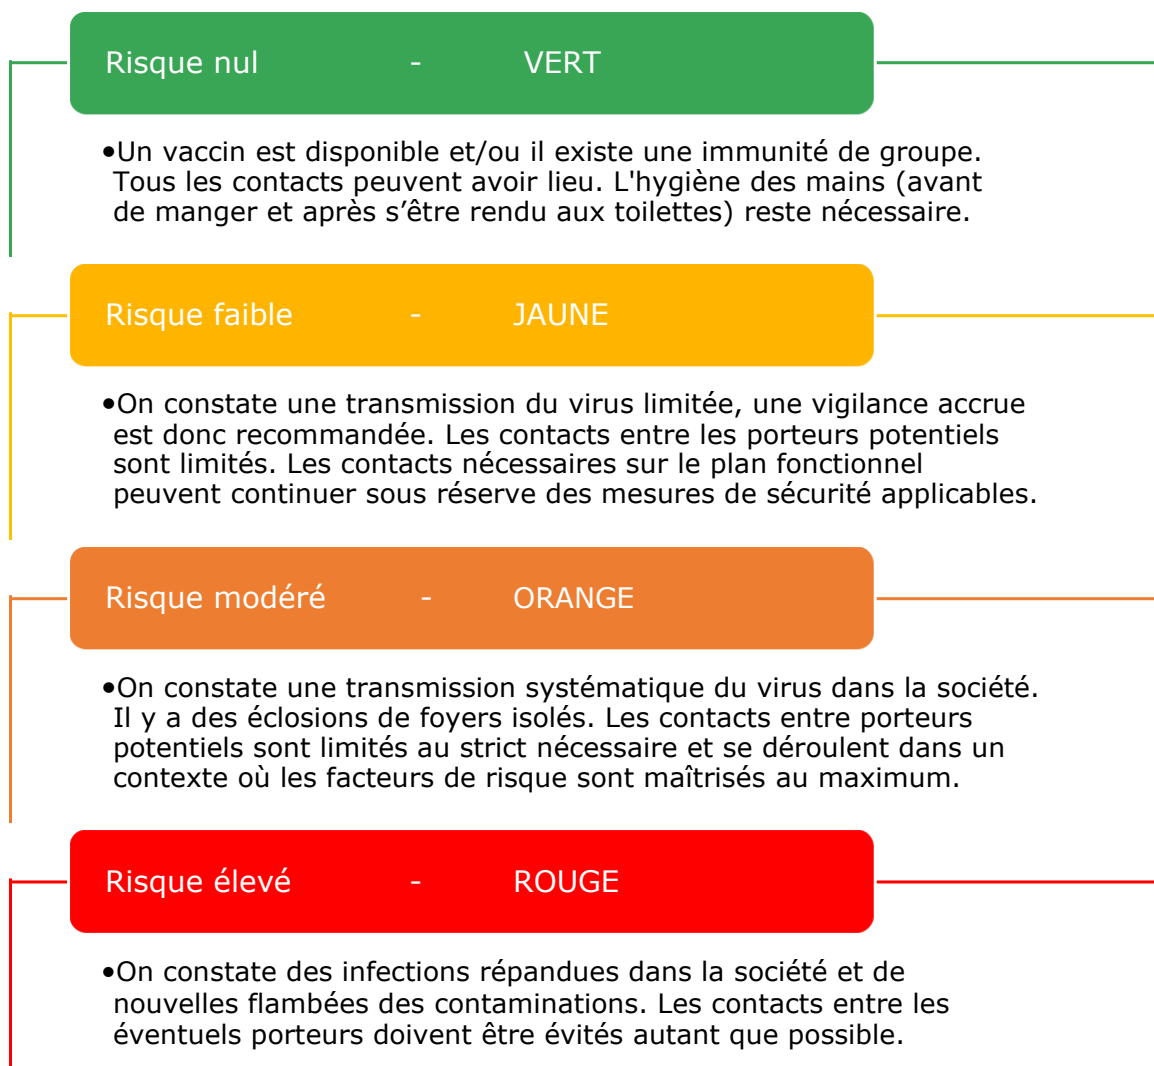 Risque nul - VERT
•Un vaccin est disponible et/ou il existe une immunité de groupe.
Tous les contacts peuvent avoir lieu. L'hygiène des mains (avant
de manger et après s’être rendu aux toilettes) reste nécessaire.
Risque faible - JAUNE
•On constate une transmission du virus limitée, une vigilance accrue
est donc recommandée. Les contacts entre les porteurs potentiels
sont limités. Les contacts nécessaires sur le plan fonctionnel
peuvent continuer sous réserve des mesures de sécurité applicables.
Risque modéré - ORANGE
•On constate une transmission systématique du virus dans la société.
Il y a des éclosions de foyers isolés. Les contacts entre porteurs
potentiels sont limités au strict nécessaire et se déroulent dans un
contexte où les facteurs de risque sont maîtrisés au maximum.
Risque élevé - ROUGE
•On constate des infections répandues dans la société et de
nouvelles flambées des contaminations. Les contacts entre les
éventuels porteurs doivent être évités autant que possible.